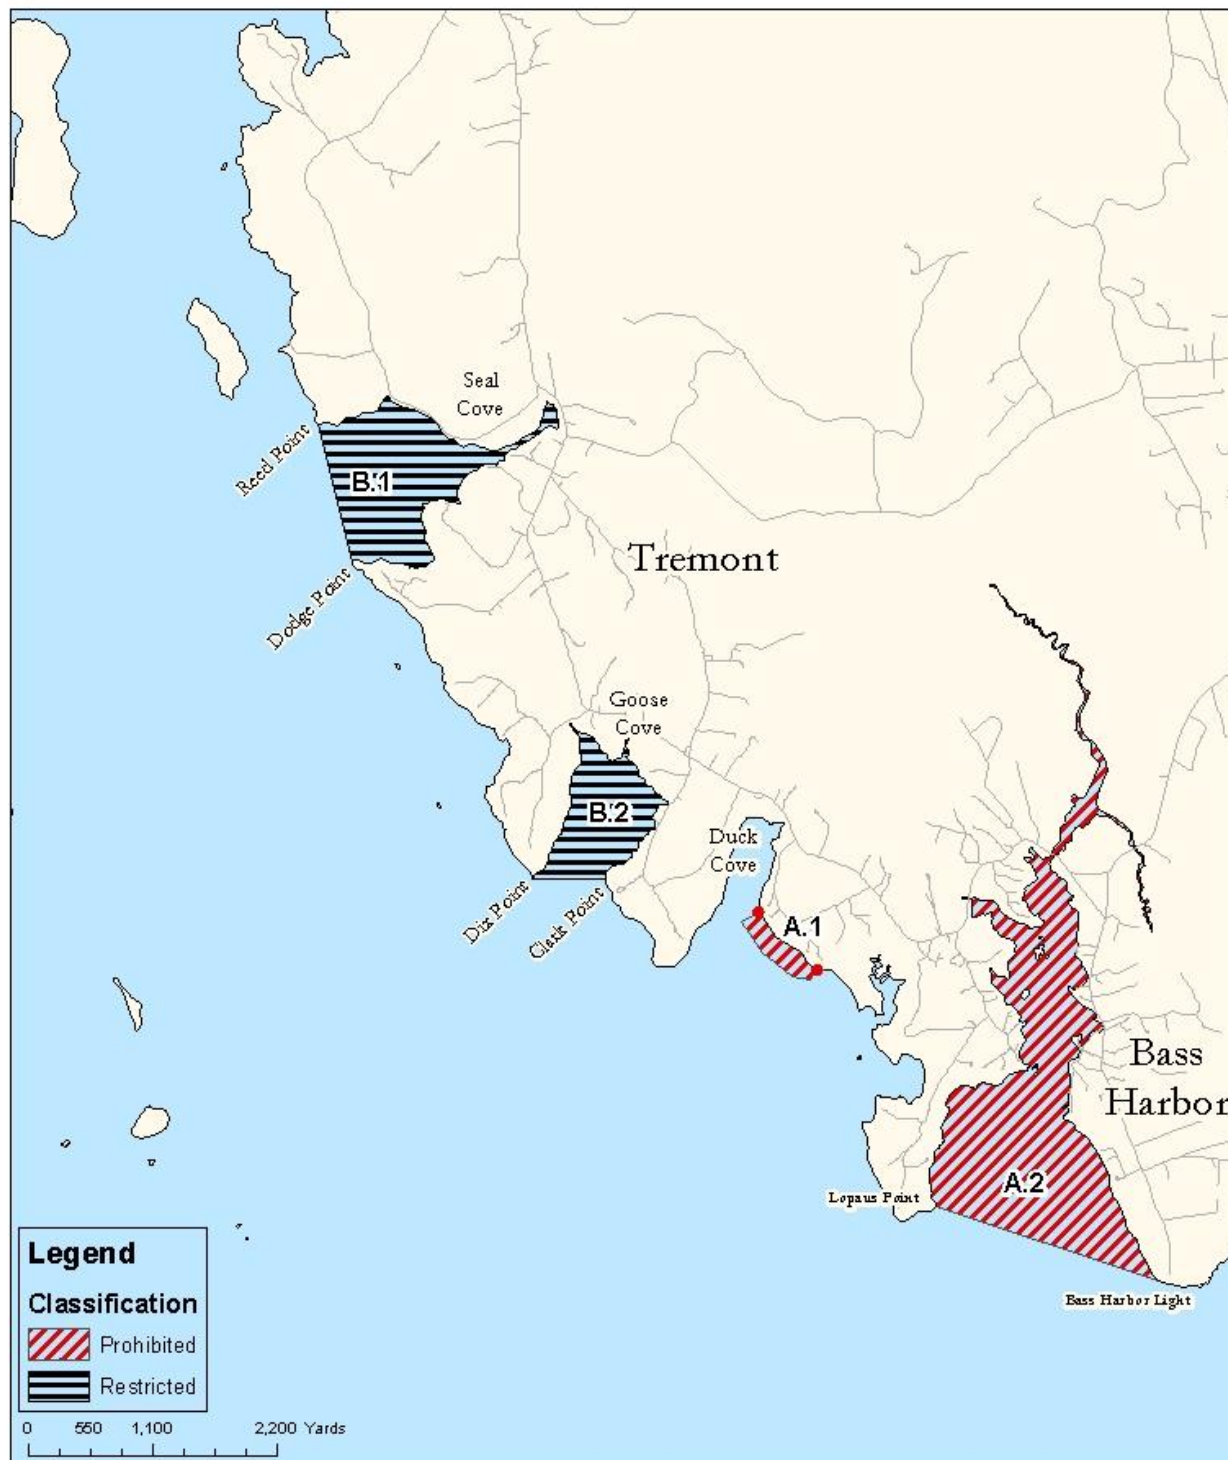 Seal
Cove
Reed Point
B.1
Tremont
Dodge Point
Goose
Cove
B.2
Duck
Cove
Dix Point
Clark Point
A.1
Bass
Harbor
A.2
Lopaus Point
Bass Harbor Light
Legend
Classification
Prohibited
Restricted
0 550 1,100 2,200 Yards